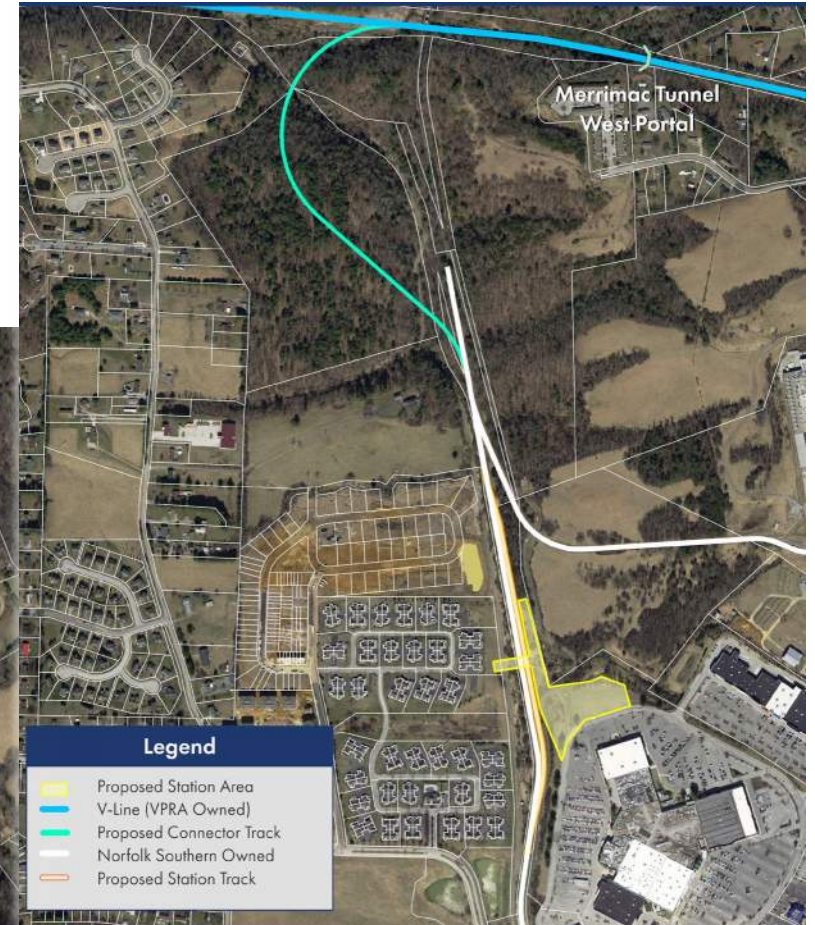 Merrimac Tunnel
West Portal
Legend
Proposed Station Area
V-Line (VPRA Owned)
Proposed Connector Track
Norfolk Southern Owned
Proposed Station Track